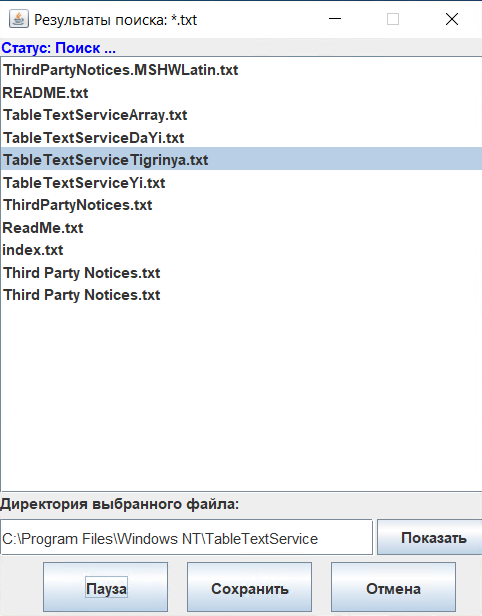 Результаты поиска: *.txt
Статус: Поиск ...
ThirdPartyNotices.MSHWLatin.txt
README.txt
TableTextServiceArray.txt
TableTextServiceDaYi.txt
TableTextServiceTigrinya.txt
TableTextServiceYi.txt
ThirdPartyNotices.txt
ReadMe.txt
index.txt
Third Party Notices.txt
Third Party Notices.txt
Директория выбранного файла:
C:\Program Files\Windows NT\TableTextService Показать
Пауза Сохранить Отмена